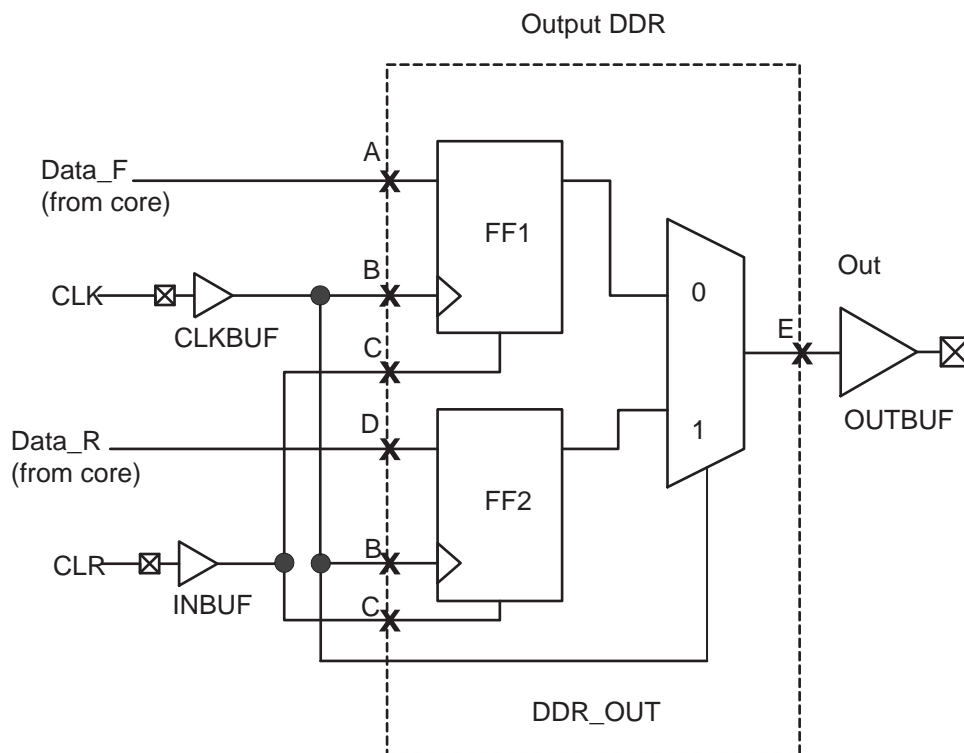 Output DDR
A
Data_F
(from core)
FF1
B
CLK
CLKBUF
0
Out
E
C
OUTBUF
D
Data_R
(from core)
1
FF2
B
CLR
INBUF
C
DDR_OUT